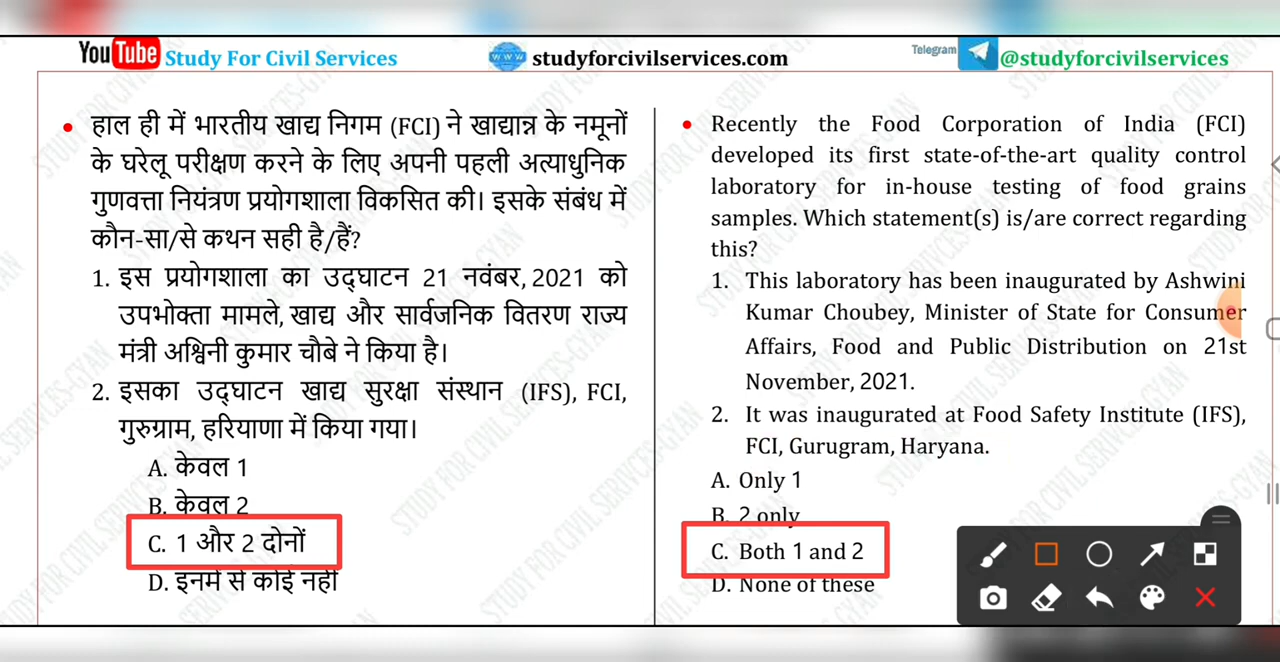 YouTube Study For Civil Services
www studyforcivilservices.com
Telegram @studyforcivilservices
• हाल ही में भारतीय खाद्य निगम (FCI) ने खाद्यान्न के नमूनों
के घरेलू परीक्षण करने के लिए अपनी पहली अत्याधुनिक
गुणवत्ता नियंत्रण प्रयोगशाला विकसित की। इसके संबंध में
कौन-सा/से कथन सही है/हैं?
1. इस प्रयोगशाला का उद्घाटन 21 नवंबर, 2021 को
उपभोक्ता मामले, खाद्य और सार्वजनिक वितरण राज्य
मंत्री अश्विनी कुमार चौबे ने किया है।
2. इसका उद्घाटन खाद्य सुरक्षा संस्थान (IFS), FCI,
गुरुग्राम, हरियाणा में किया गया।
A. केवल 1
B. केवल 2
C. 1 और 2 दोनों
D. इनमें से कोई नहीं
• Recently the Food Corporation of India (FCI)
developed its first state-of-the-art quality control
laboratory for in-house testing of food grains
samples. Which statement(s) is/are correct regarding
this?
1. This laboratory has been inaugurated by Ashwini
Kumar Choubey, Minister of State for Consumer
Affairs, Food and Public Distribution on 21st
November, 2021.
2. It was inaugurated at Food Safety Institute (IFS),
FCI, Gurugram, Haryana.
A. Only 1
B. 2 only
C. Both 1 and 2
D. None of these
STUDY FOR CIVIL SERIVCES-GYAN